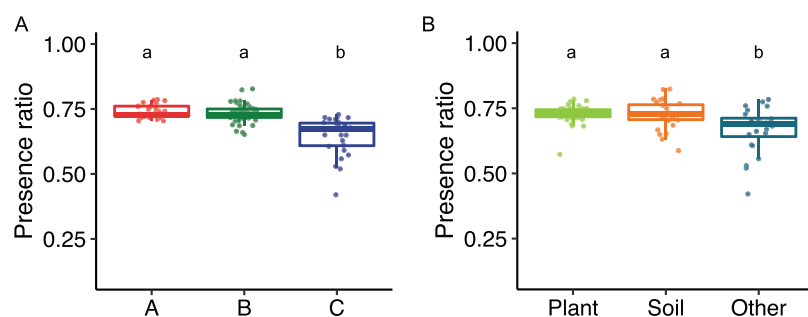 A
Presence ratio
1.00
0.75
0.50
0.25
a
a
b
A
B
C
B
Presence ratio
1.00
0.75
0.50
0.25
a
a
b
Plant
Soil
Other